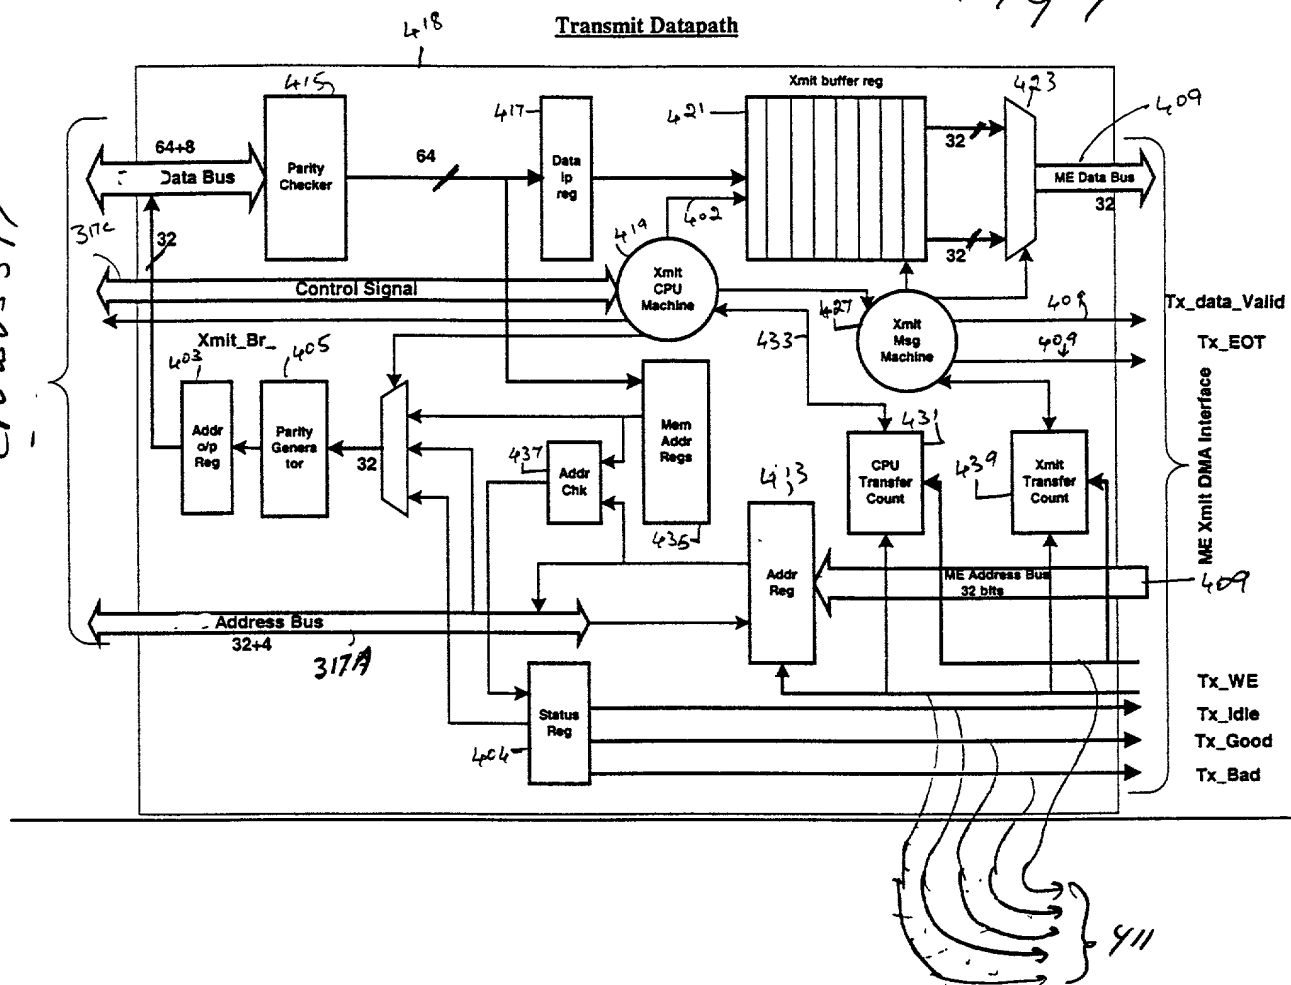 Transmit Datapath
418
415
Parity
Checker
64+8
Data Bus
64
417
Data
ip
reg
Xmit buffer reg
421
32
32
423
409
ME Data Bus
32
317C
32
402
419
Xmit
CPU
Machine
Control Signal
Xmit_Br_
427
Xmit
Msg
Machine
409
409
Tx_data_Valid
Tx_EOT
433
403
Addr
o/p
Reg
405
Parity
Genera
tor
32
437
Addr
Chk
Mem
Addr
Regs
435
413
Addr
Reg
431
CPU
Transfer
Count
439
Xmit
Transfer
Count
ME Xmit DMA Interface
ME Address Bus
32 bits
409
Address Bus
32+4
317A
Status
Reg
404
Tx_WE
Tx_Idle
Tx_Good
Tx_Bad
411